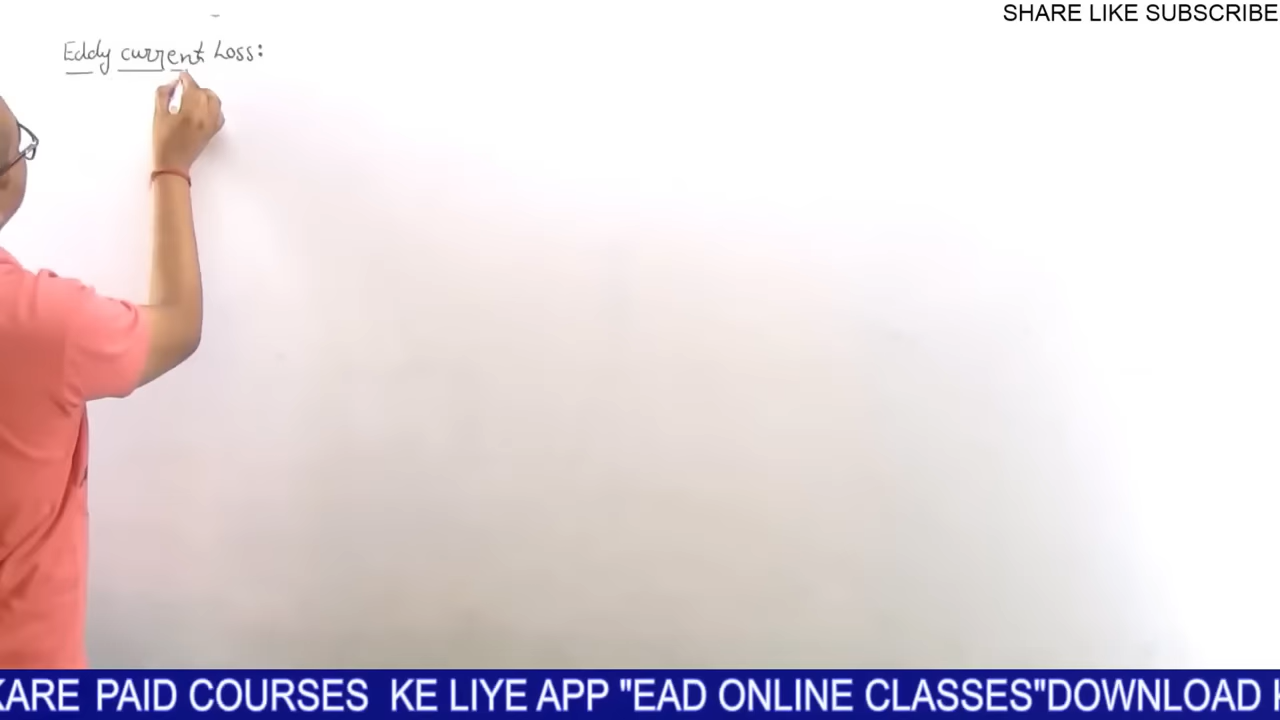 SHARE LIKE SUBSCRIBE
Eddy current Loss:
KARE PAID COURSES KE LIYE APP "EAD ONLINE CLASSES"DOWNLOAD